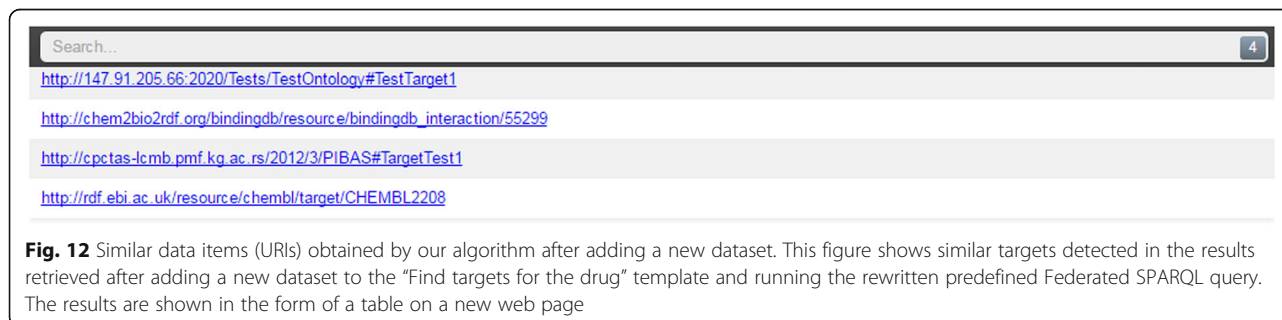 Search...
4
http://147.91.205.66:2020/Tests/TestOntology#TestTarget1
http://chem2bio2rdf.org/bindingdb/resource/bindingdb_interaction/55299
http://cpctas-lcmb.pmf.kg.ac.rs/2012/3/PIBAS#TargetTest1
http://rdf.ebi.ac.uk/resource/chembl/target/CHEMBL2208
Fig. 12 Similar data items (URIs) obtained by our algorithm after adding a new dataset. This figure shows similar targets detected in the results
retrieved after adding a new dataset to the “Find targets for the drug” template and running the rewritten predefined Federated SPARQL query.
The results are shown in the form of a table on a new web page